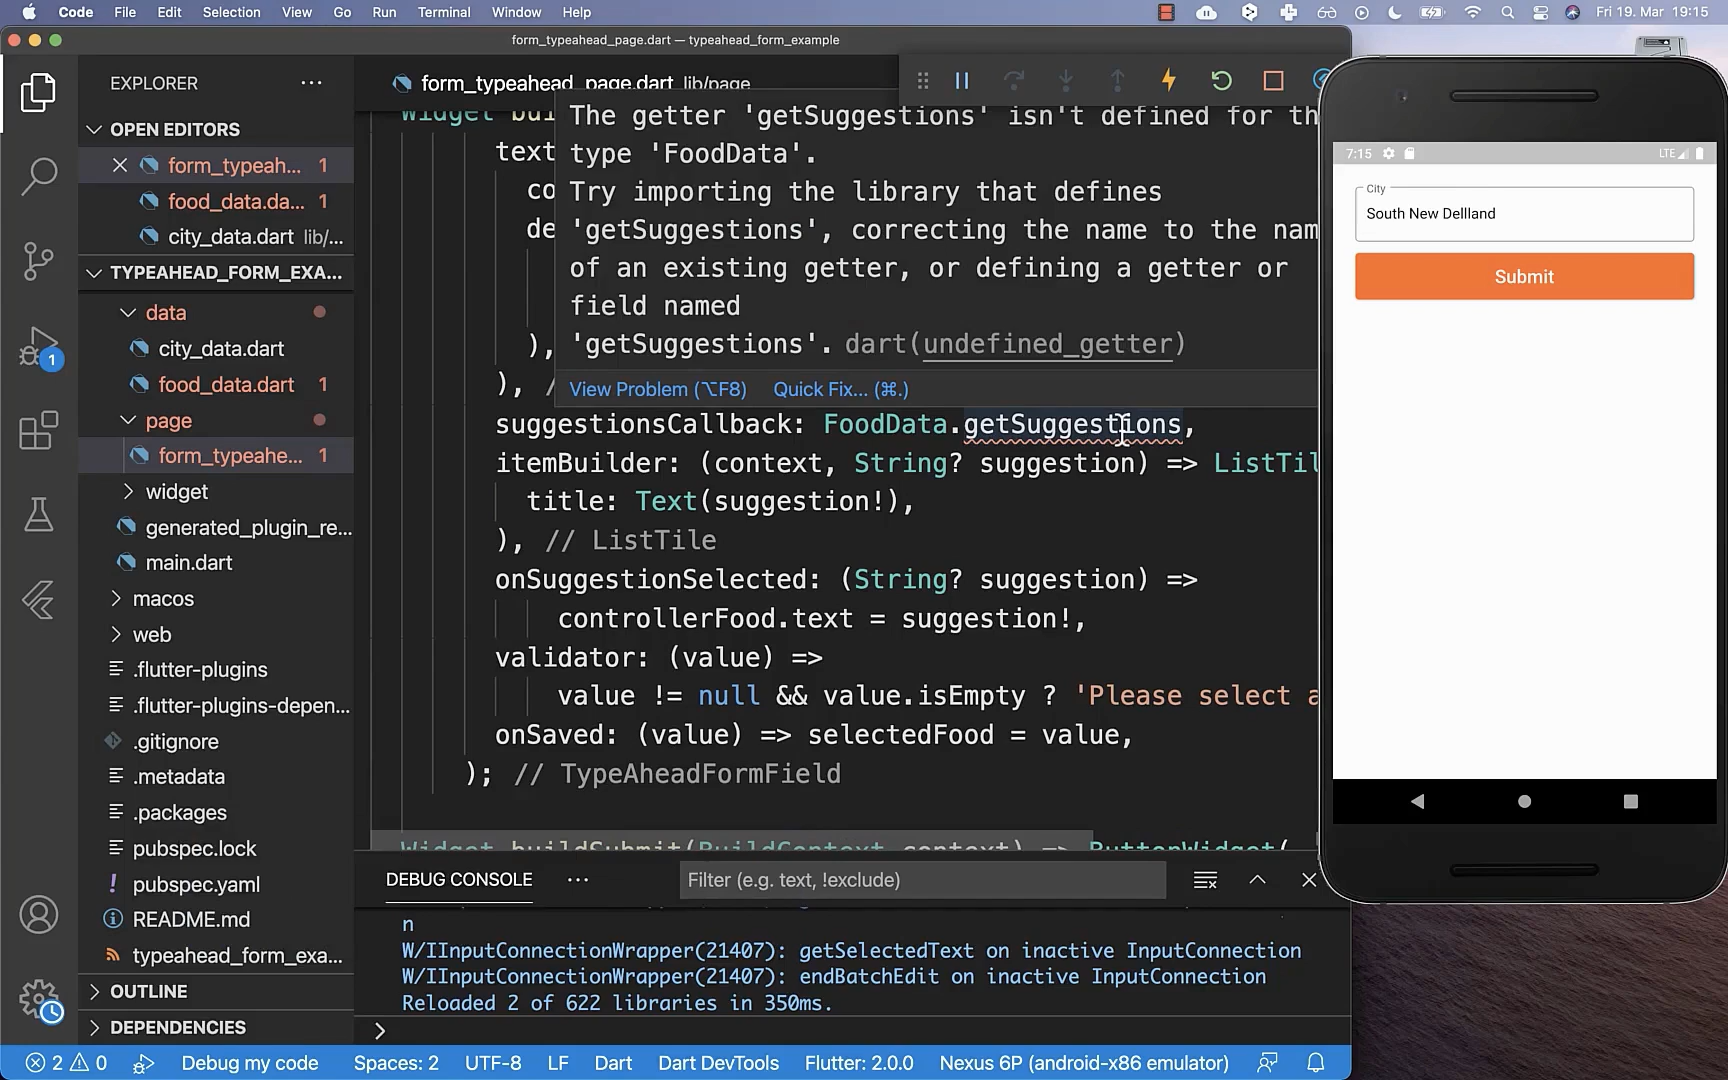 Code File Edit Selection View Go Run Terminal Window Help Fri 19. Mar 19:15
form_typeahead_page.dart — typeahead_form_example
EXPLORER
OPEN EDITORS
form_typeah... 1
food_data.da... 1
city_data.dart lib/...
TYPEAHEAD_FORM_EXA...
data
city_data.dart
food_data.dart 1
page
form_typeahe... 1
widget
generated_plugin_re...
main.dart
macos
web
.flutter-plugins
.flutter-plugins-depen...
.gitignore
.metadata
.packages
pubspec.lock
pubspec.yaml
README.md
typeahead_form_exa...
OUTLINE
DEPENDENCIES
1
form_typeahead_page.dart lib/page
Widget bui
The getter 'getSuggestions' isn't defined for th
type 'FoodData'.
Try importing the library that defines
'getSuggestions', correcting the name to the nam
of an existing getter, or defining a getter or
field named
'getSuggestions'. dart(undefined_getter)
View Problem (⌥F8) Quick Fix... (⌘.)
text
co
de
),
), /
suggestionsCallback: FoodData.getSuggestions,
itemBuilder: (context, String? suggestion) => ListTil
title: Text(suggestion!),
), // ListTile
onSuggestionSelected: (String? suggestion) =>
controllerFood.text = suggestion!,
validator: (value) =>
value != null && value.isEmpty ? 'Please select a
onSaved: (value) => selectedFood = value,
); // TypeAheadFormField
Widget buildSubmit(BuildContext context) => ButtonWidget(
DEBUG CONSOLE
Filter (e.g. text, !exclude)
n
W/IInputConnectionWrapper(21407): getSelectedText on inactive InputConnection
W/IInputConnectionWrapper(21407): endBatchEdit on inactive InputConnection
Reloaded 2 of 622 libraries in 350ms.
>
2 0 Debug my code Spaces: 2 UTF-8 LF Dart Dart DevTools Flutter: 2.0.0 Nexus 6P (android-x86 emulator)
7:15 LTE
City
South New Dellland
Submit